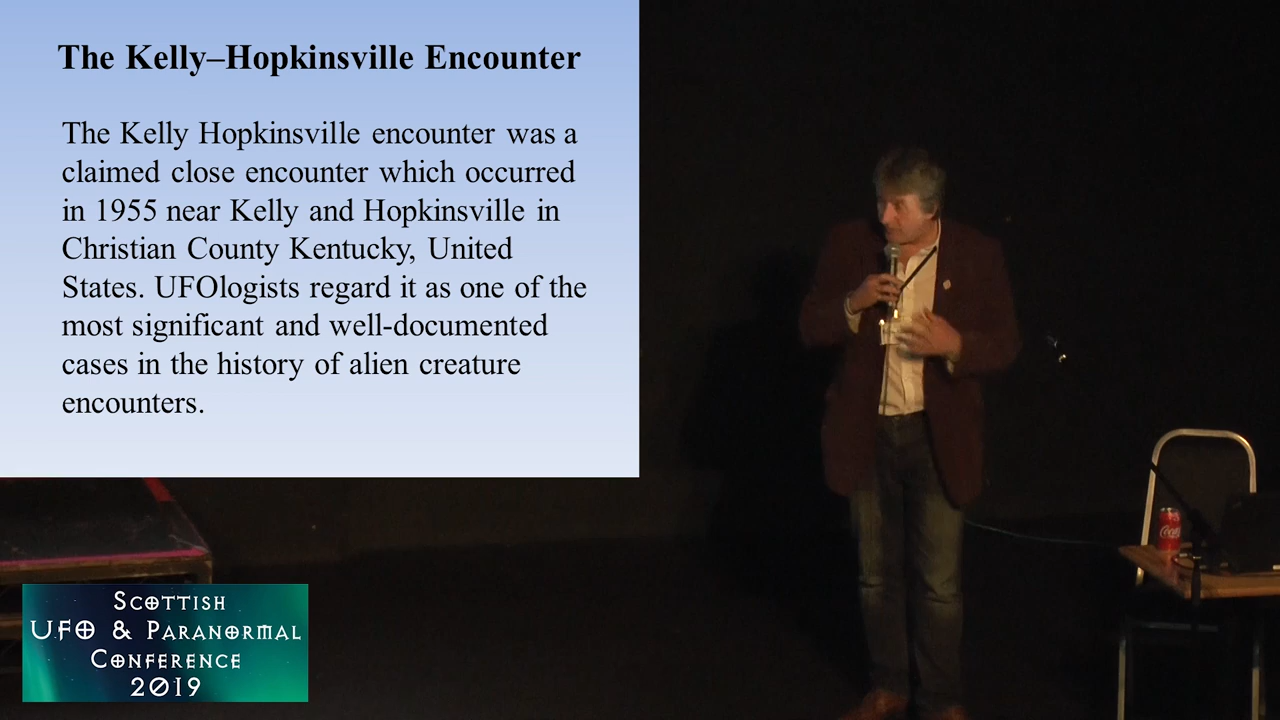 The Kelly–Hopkinsville Encounter
The Kelly Hopkinsville encounter was a
claimed close encounter which occurred
in 1955 near Kelly and Hopkinsville in
Christian County Kentucky, United
States. UFOlogists regard it as one of the
most significant and well-documented
cases in the history of alien creature
encounters.
Scottish
UFO & Paranormal
Conference
2019